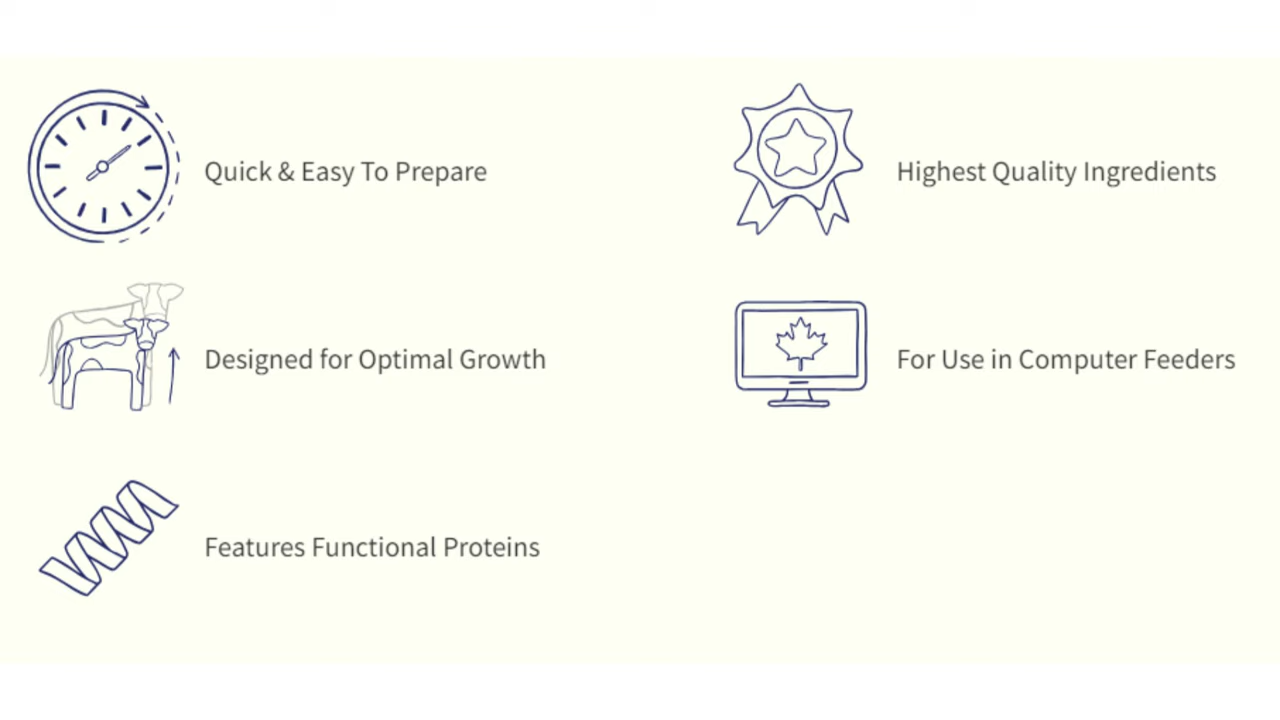 Quick & Easy To Prepare
Highest Quality Ingredients
Designed for Optimal Growth
For Use in Computer Feeders
Features Functional Proteins